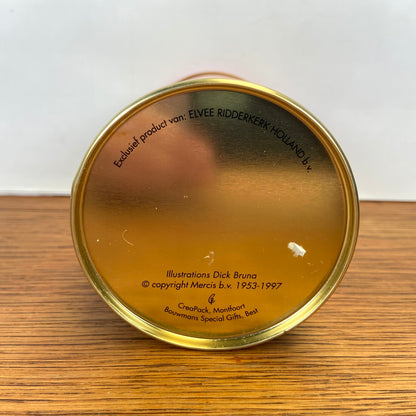 Exclusief product van: ELVEE RIDDERKERK HOLLAND b.v.
Illustrations Dick Bruna
© copyright Mercis b.v. 1953-1997
CreaPack, Montfoort
Bouwmans Special Gifts, Best